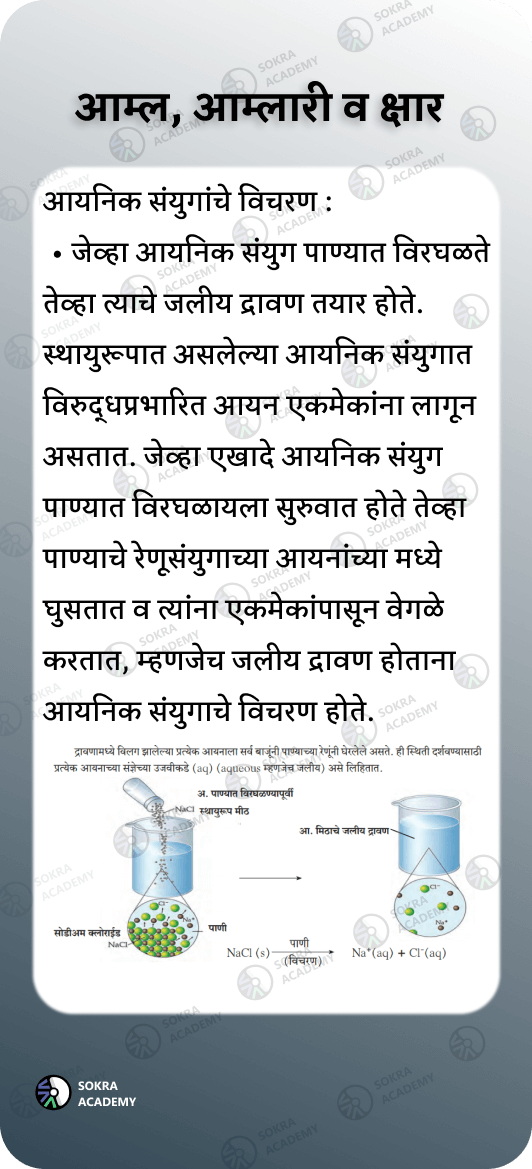 आम्ल, आम्लारी व क्षार
आयनिक संयुगांचे विचरण :
• जेव्हा आयनिक संयुग पाण्यात विरघळते
तेव्हा त्याचे जलीय द्रावण तयार होते.
स्थायुरूपात असलेल्या आयनिक संयुगात
विरुद्धप्रभारित आयन एकमेकांना लागून
असतात. जेव्हा एखादे आयनिक संयुग
पाण्यात विरघळायला सुरुवात होते तेव्हा
पाण्याचे रेणूसंयुगाच्या आयनांच्या मध्ये
घुसतात व त्यांना एकमेकांपासून वेगळे
करतात, म्हणजेच जलीय द्रावण होताना
आयनिक संयुगाचे विचरण होते.
द्रावणामध्ये विलग झालेल्या प्रत्येक आयनाला सर्व बाजूंनी पाण्याच्या रेणूंनी घेरलेले असते. ही स्थिती दर्शवण्यासाठी
प्रत्येक आयनाच्या संज्ञेच्या उजवीकडे (aq) (aqueous म्हणजेच जलीय) असे लिहितात.
अ. पाण्यात विरघळण्यापूर्वी
NaCl स्थायुरूप मीठ
आ. मिठाचे जलीय द्रावण
Cl⁻
Na⁺
सोडीअम क्लोराईड
NaCl
पाणी
Cl⁻
Na⁺
NaCl (s) पाणी (विचरण) Na⁺(aq) + Cl⁻(aq)
SOKRA
ACADEMY